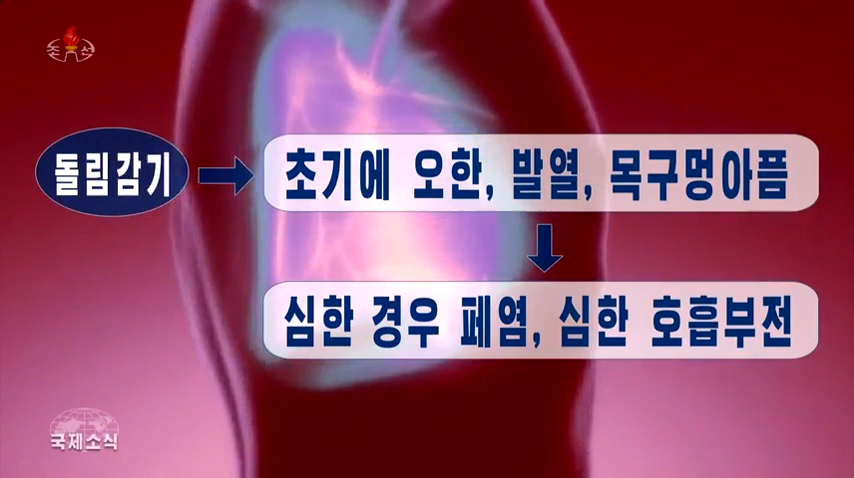 조선
돌림감기
초기에 오한, 발열, 목구멍아픔
심한 경우 페염, 심한 호흡부전
국제소식